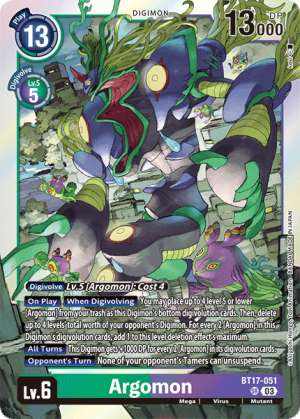 DIGIMON
Play
13
DP
13000
Digivolve
Lv.5
5
Digivolve Lv.5 [Argomon]: Cost 4
On Play When Digivolving You may place up to 4 level 5 or lower
[Argomon] from your trash as this Digimon's bottom digivolution cards. Then, delete
up to 4 levels' total worth of your opponent's Digimon. For every 2 [Argomon] in this
Digimon's digivolution cards, add 1 to this level deletion effect's maximum.
All Turns This Digimon gets +1000 DP for every 2 [Argomon] in its digivolution cards.
Opponent's Turn None of your opponent's Digimon can unsuspend.
Lv.6
Argomon
BT17-051
SR 03
Mega
Virus
Mutant